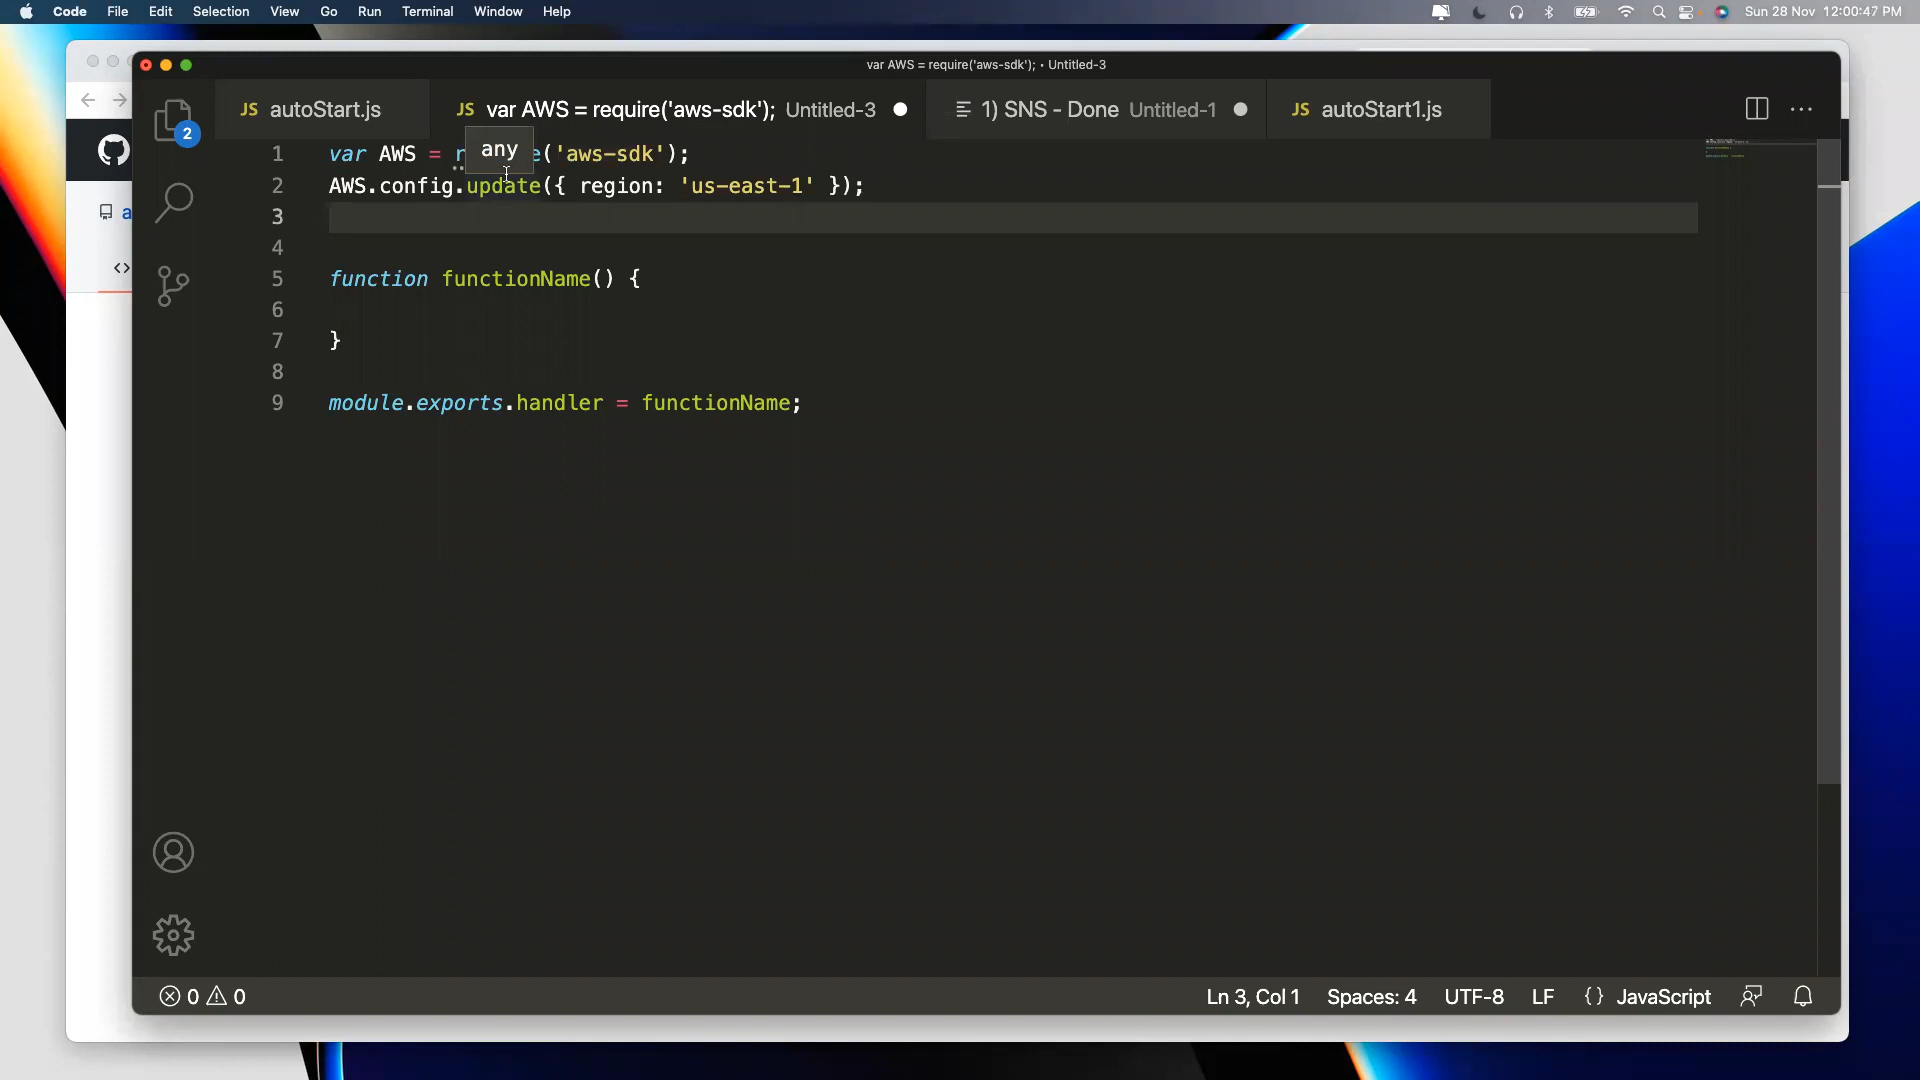 Code File Edit Selection View Go Run Terminal Window Help Sun 28 Nov 12:00:47 PM
var AWS = require('aws-sdk'); • Untitled-3
JS autoStart.js JS var AWS = require('aws-sdk'); Untitled-3 1) SNS - Done Untitled-1 JS autoStart1.js
2
any
1 var AWS = r e('aws-sdk');
2 AWS.config.update({ region: 'us-east-1' });
3
4
5 function functionName() {
6
7 }
8
9 module.exports.handler = functionName;
0 0 Ln 3, Col 1 Spaces: 4 UTF-8 LF {} JavaScript